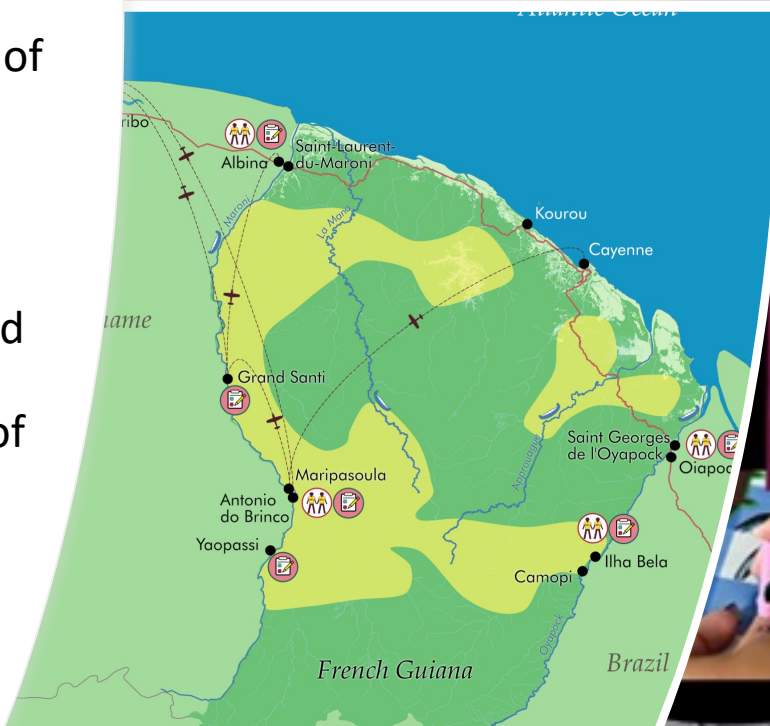 of
d
of
Atlantic Ocean
ribo
Albina
Saint-Laurent-
du-Maroni
Maroni
La Mana
Kourou
Cayenne
name
Grand Santi
Approuague
Saint Georges
de l'Oyapock
Oiapoc
Maripasoula
Antonio
do Brinco
Yaopassi
Ilha Bela
Camopi
Oyapock
French Guiana
Brazil